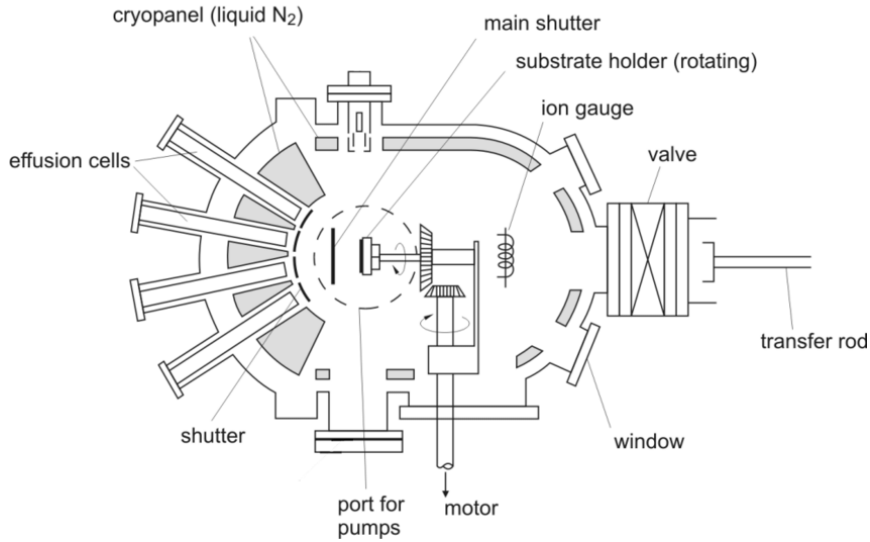 cryopanel (liquid N₂)
main shutter
substrate holder (rotating)
ion gauge
valve
effusion cells
transfer rod
shutter
window
port for
pumps
motor